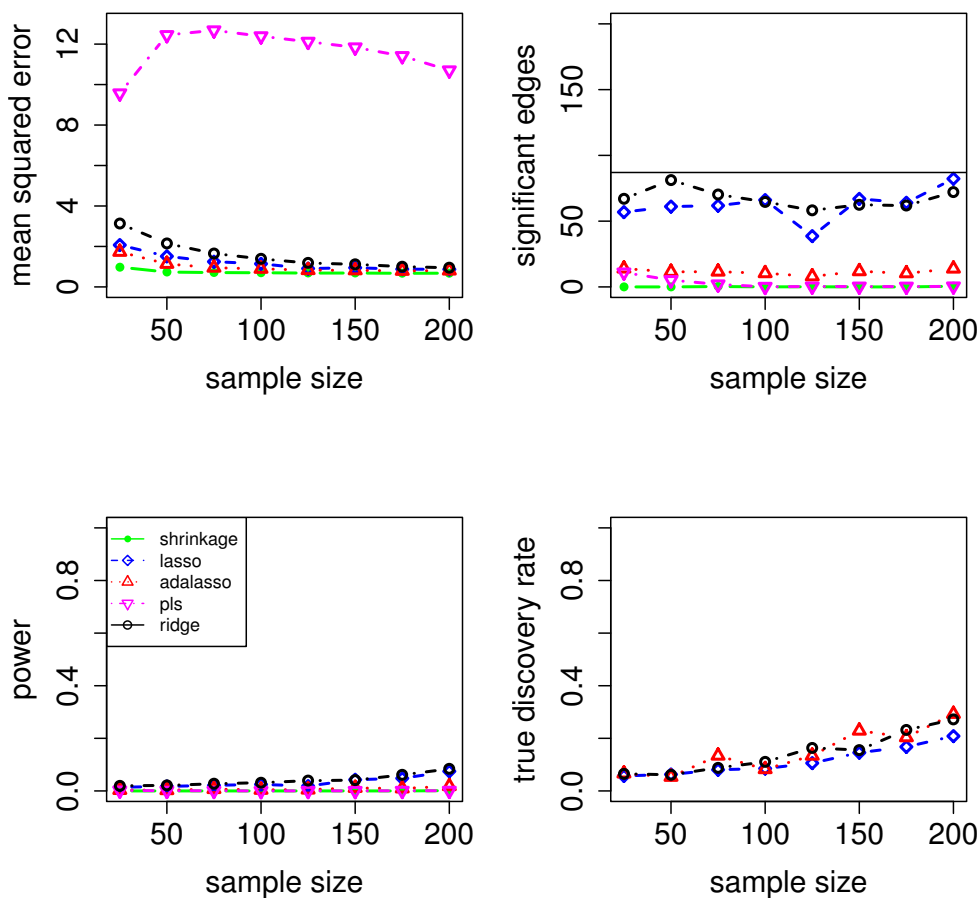 mean squared error
12
8
4
0
50 100 150 200
sample size
significant edges
150
50
0
50 100 150 200
sample size
power
0.8
0.4
0.0
shrinkage
lasso
adalasso
pls
ridge
50 100 150 200
sample size
true discovery rate
0.8
0.4
0.0
50 100 150 200
sample size